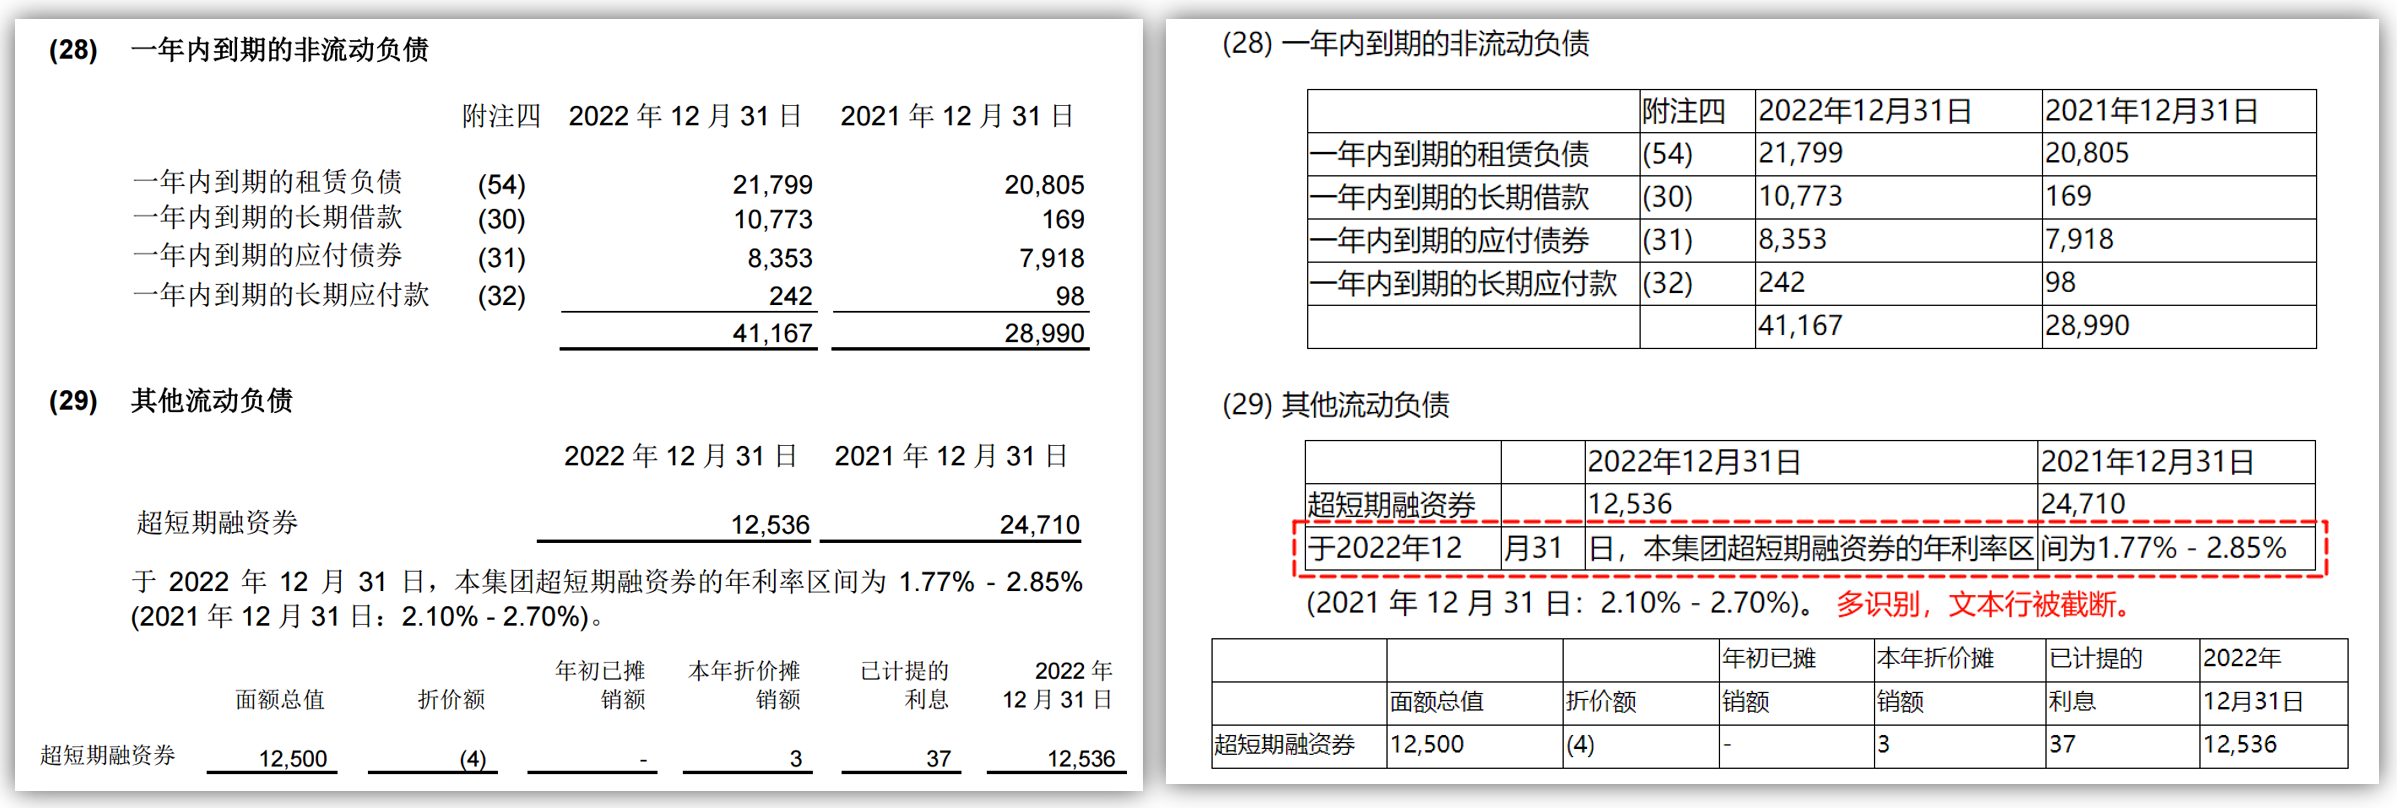 (28) 一年内到期的非流动负债
附注四 2022 年 12 月 31 日 2021 年 12 月 31 日
一年内到期的租赁负债 (54) 21,799 20,805
一年内到期的长期借款 (30) 10,773 169
一年内到期的应付债券 (31) 8,353 7,918
一年内到期的长期应付款 (32) 242 98
41,167 28,990
(29) 其他流动负债
2022 年 12 月 31 日 2021 年 12 月 31 日
超短期融资券 12,536 24,710
于 2022 年 12 月 31 日，本集团超短期融资券的年利率区间为 1.77% - 2.85%
(2021 年 12 月 31 日：2.10% - 2.70%)。
年初已摊 本年折价摊 已计提的 2022 年
面额总值 折价额 销额 销额 利息 12 月 31 日
超短期融资券 12,500 (4) - 3 37 12,536
(28) 一年内到期的非流动负债
附注四 2022年12月31日 2021年12月31日
一年内到期的租赁负债 (54) 21,799 20,805
一年内到期的长期借款 (30) 10,773 169
一年内到期的应付债券 (31) 8,353 7,918
一年内到期的长期应付款 (32) 242 98
41,167 28,990
(29) 其他流动负债
2022年12月31日 2021年12月31日
超短期融资券 12,536 24,710
于2022年12 月31 日，本集团超短期融资券的年利率区 间为1.77% - 2.85%
(2021 年 12 月 31 日：2.10% - 2.70%)。 多识别，文本行被截断。
年初已摊 本年折价摊 已计提的 2022年
面额总值 折价额 销额 销额 利息 12月31日
超短期融资券 12,500 (4) - 3 37 12,536